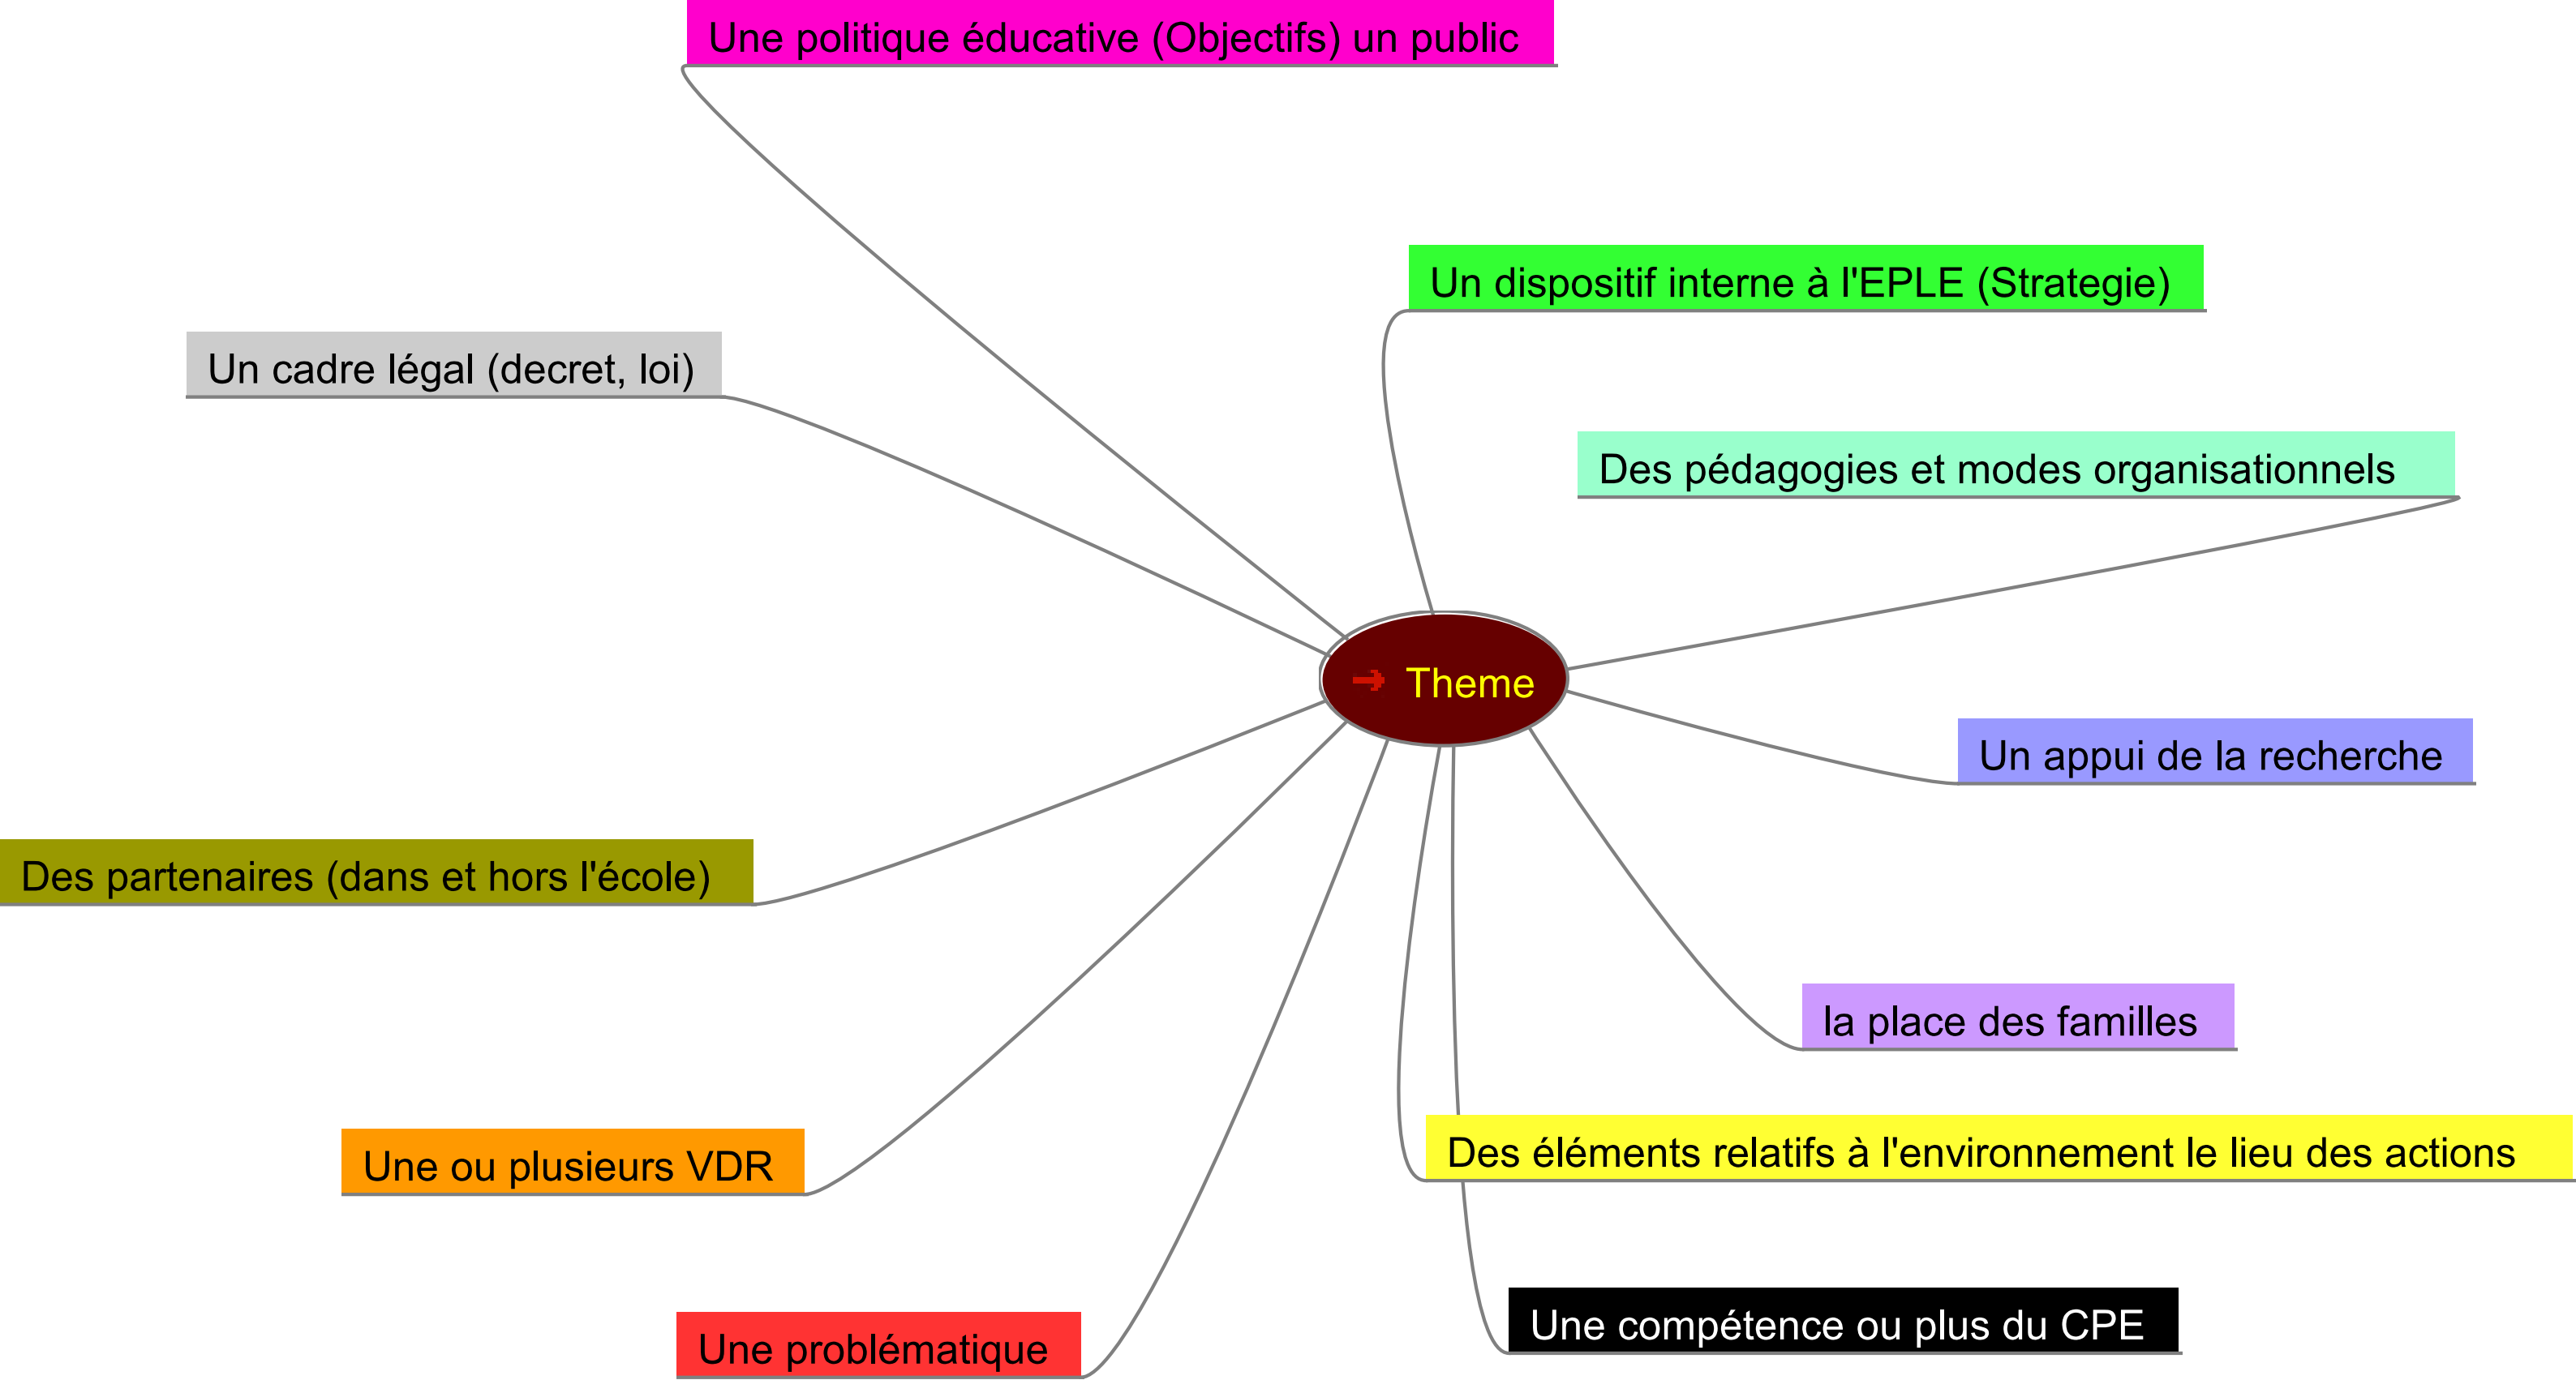 Une politique éducative (Objectifs) un public
Un dispositif interne à l'EPLE (Strategie)
Un cadre légal (decret, loi)
Des pédagogies et modes organisationnels
Theme
Un appui de la recherche
Des partenaires (dans et hors l'école)
la place des familles
Des éléments relatifs à l'environnement le lieu des actions
Une ou plusieurs VDR
Une compétence ou plus du CPE
Une problématique